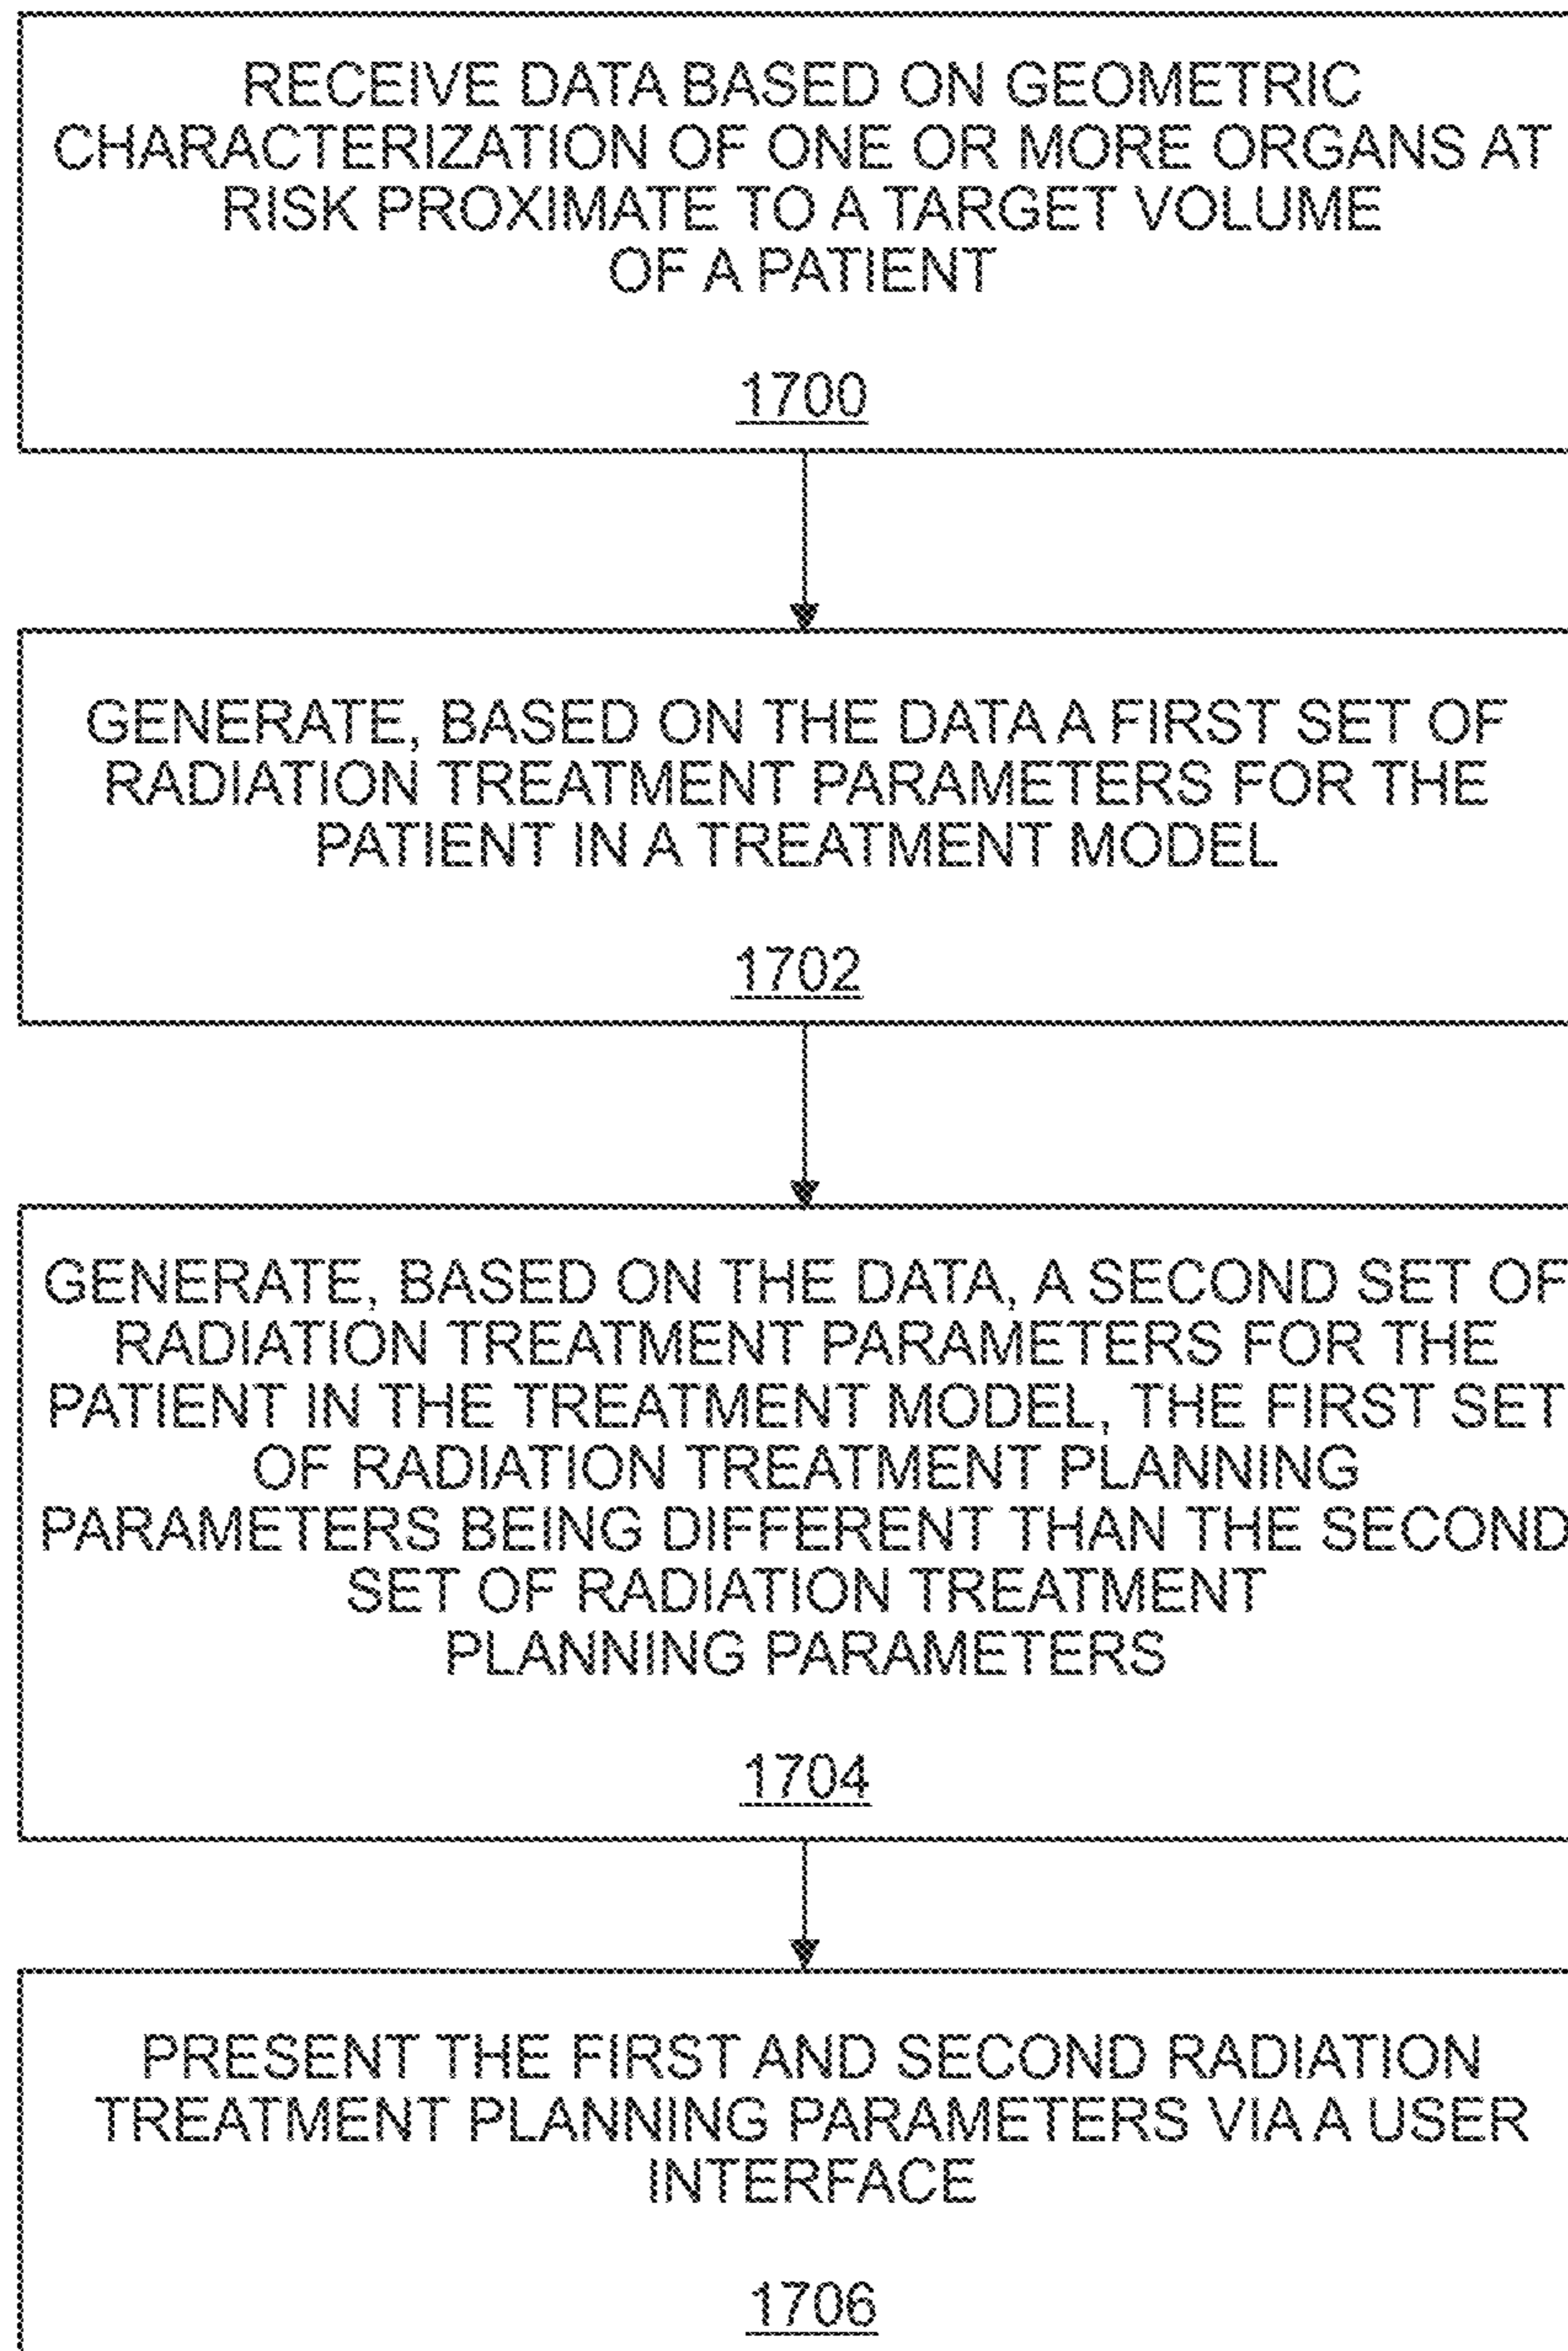 RECEIVE DATA BASED ON GEOMETRIC
CHARACTERIZATION OF ONE OR MORE ORGANS AT
RISK PROXIMATE TO A TARGET VOLUME
OF A PATIENT
1700
GENERATE, BASED ON THE DATA A FIRST SET OF
RADIATION TREATMENT PARAMETERS FOR THE
PATIENT IN A TREATMENT MODEL
1702
GENERATE, BASED ON THE DATA, A SECOND SET OF
RADIATION TREATMENT PARAMETERS FOR THE
PATIENT IN THE TREATMENT MODEL, THE FIRST SET
OF RADIATION TREATMENT PLANNING
PARAMETERS BEING DIFFERENT THAN THE SECOND
SET OF RADIATION TREATMENT
PLANNING PARAMETERS
1704
PRESENT THE FIRST AND SECOND RADIATION
TREATMENT PLANNING PARAMETERS VIA A USER
INTERFACE
1706